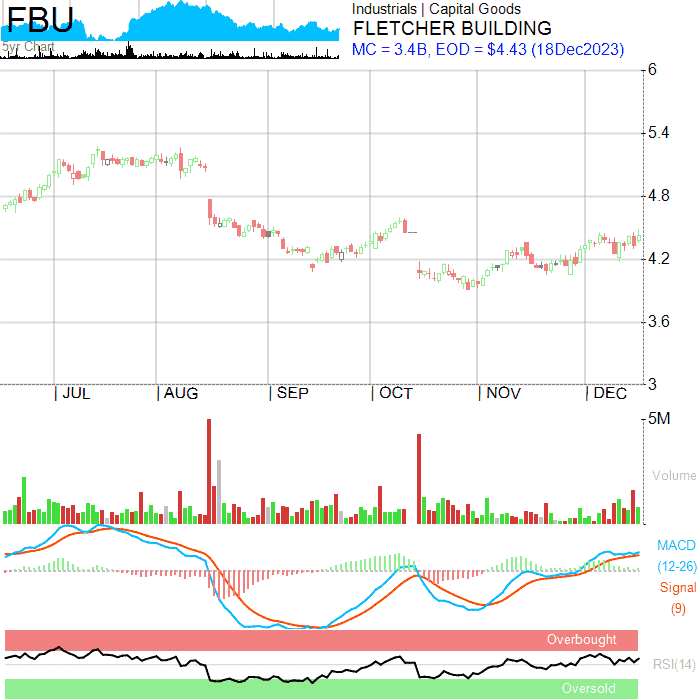 FBU
5yr Chart
Industrials | Capital Goods
FLETCHER BUILDING
MC = 3.4B, EOD = $4.43 (18Dec2023)
6
5.4
4.8
4.2
3.6
3
| JUL | AUG | SEP | OCT | NOV | DEC
5M
Volume
MACD
(12-26)
Signal
(9)
Overbought
RSI(14)
Oversold